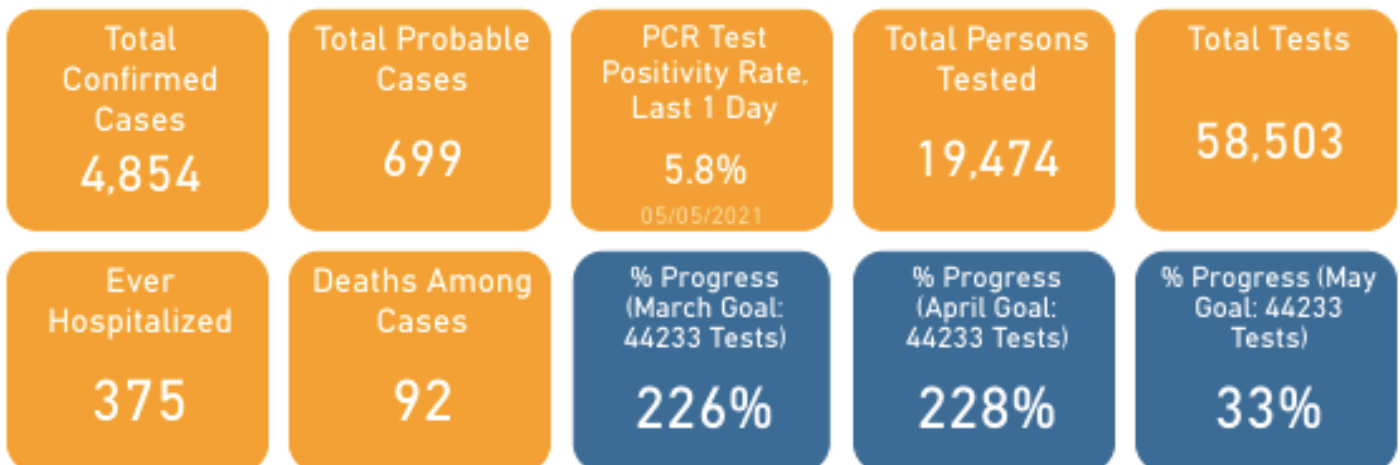 Total
Confirmed
Cases
4,854
Total Probable
Cases
699
PCR Test
Positivity Rate,
Last 1 Day
5.8%
05/05/2021
Total Persons
Tested
19,474
Total Tests
58,503
Ever
Hospitalized
375
Deaths Among
Cases
92
% Progress
(March Goal:
44233 Tests)
226%
% Progress
(April Goal:
44233 Tests)
228%
% Progress (May
Goal: 44233
Tests)
33%